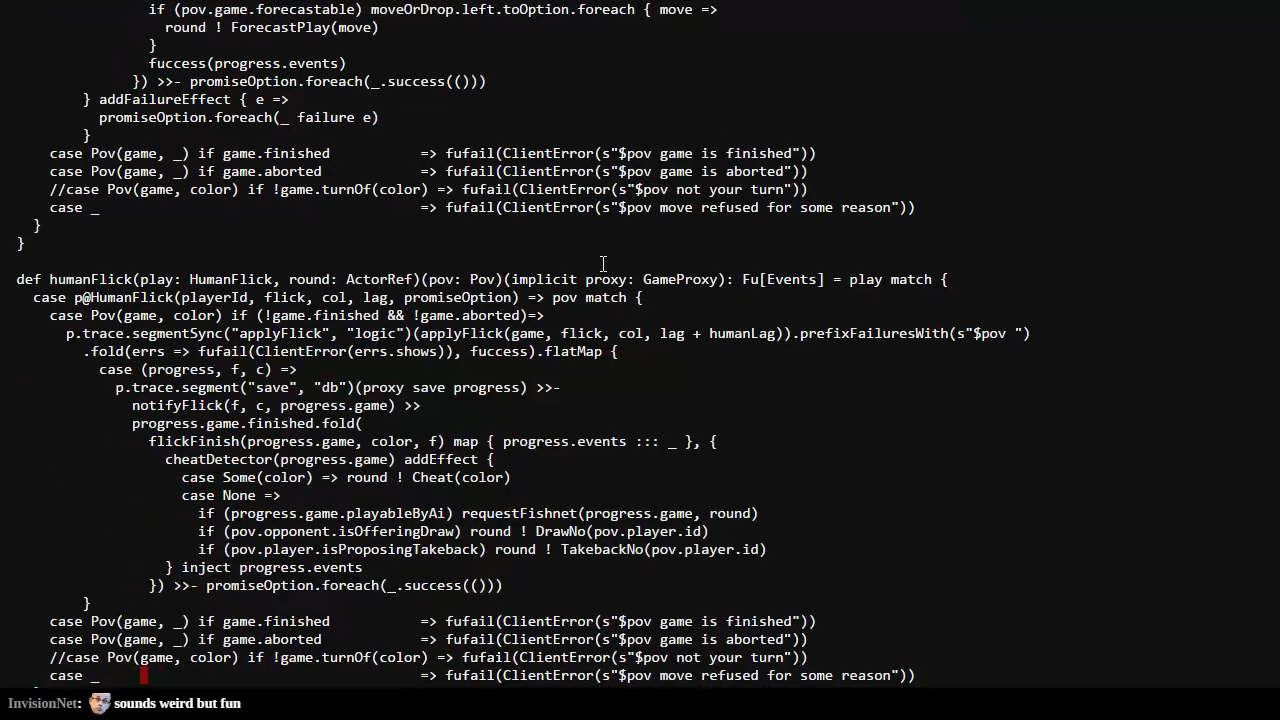 if (pov.game.forecastable) moveOrDrop.left.toOption.foreach { move =>
round ! ForecastPlay(move)
}
fuccess(progress.events)
}) >>- promiseOption.foreach(_.success(()))
} addFailureEffect { e =>
promiseOption.foreach(_ failure e)
}
case Pov(game, _) if game.finished => fufail(ClientError(s"$pov game is finished"))
case Pov(game, _) if game.aborted => fufail(ClientError(s"$pov game is aborted"))
//case Pov(game, color) if !game.turnOf(color) => fufail(ClientError(s"$pov not your turn"))
case _ => fufail(ClientError(s"$pov move refused for some reason"))
}
}
def humanFlick(play: HumanFlick, round: ActorRef)(pov: Pov)(implicit proxy: GameProxy): Fu[Events] = play match {
case p@HumanFlick(playerId, flick, col, lag, promiseOption) => pov match {
case Pov(game, color) if (!game.finished && !game.aborted)=>
p.trace.segmentSync("applyFlick", "logic")(applyFlick(game, flick, col, lag + humanLag)).prefixFailuresWith(s"$pov ")
.fold(errs => fufail(ClientError(errs.shows)), fuccess).flatMap {
case (progress, f, c) =>
p.trace.segment("save", "db")(proxy save progress) >>-
notifyFlick(f, c, progress.game) >>
progress.game.finished.fold(
flickFinish(progress.game, color, f) map { progress.events ::: _ }, {
cheatDetector(progress.game) addEffect {
case Some(color) => round ! Cheat(color)
case None =>
if (progress.game.playableByAi) requestFishnet(progress.game, round)
if (pov.opponent.isOfferingDraw) round ! DrawNo(pov.player.id)
if (pov.player.isProposingTakeback) round ! TakebackNo(pov.player.id)
} inject progress.events
}) >>- promiseOption.foreach(_.success(()))
}
case Pov(game, _) if game.finished => fufail(ClientError(s"$pov game is finished"))
case Pov(game, _) if game.aborted => fufail(ClientError(s"$pov game is aborted"))
//case Pov(game, color) if !game.turnOf(color) => fufail(ClientError(s"$pov not your turn"))
case _ => fufail(ClientError(s"$pov move refused for some reason"))
InvisionNet: sounds weird but fun